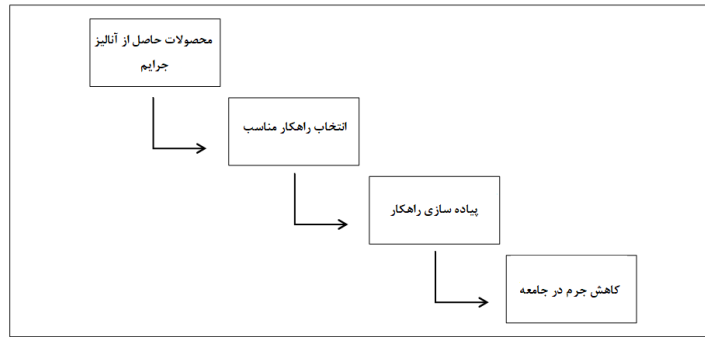 محصولات حاصل از آنالیز
جرایم
انتخاب راهکار مناسب
پیاده سازی راهکار
کاهش جرم در جامعه